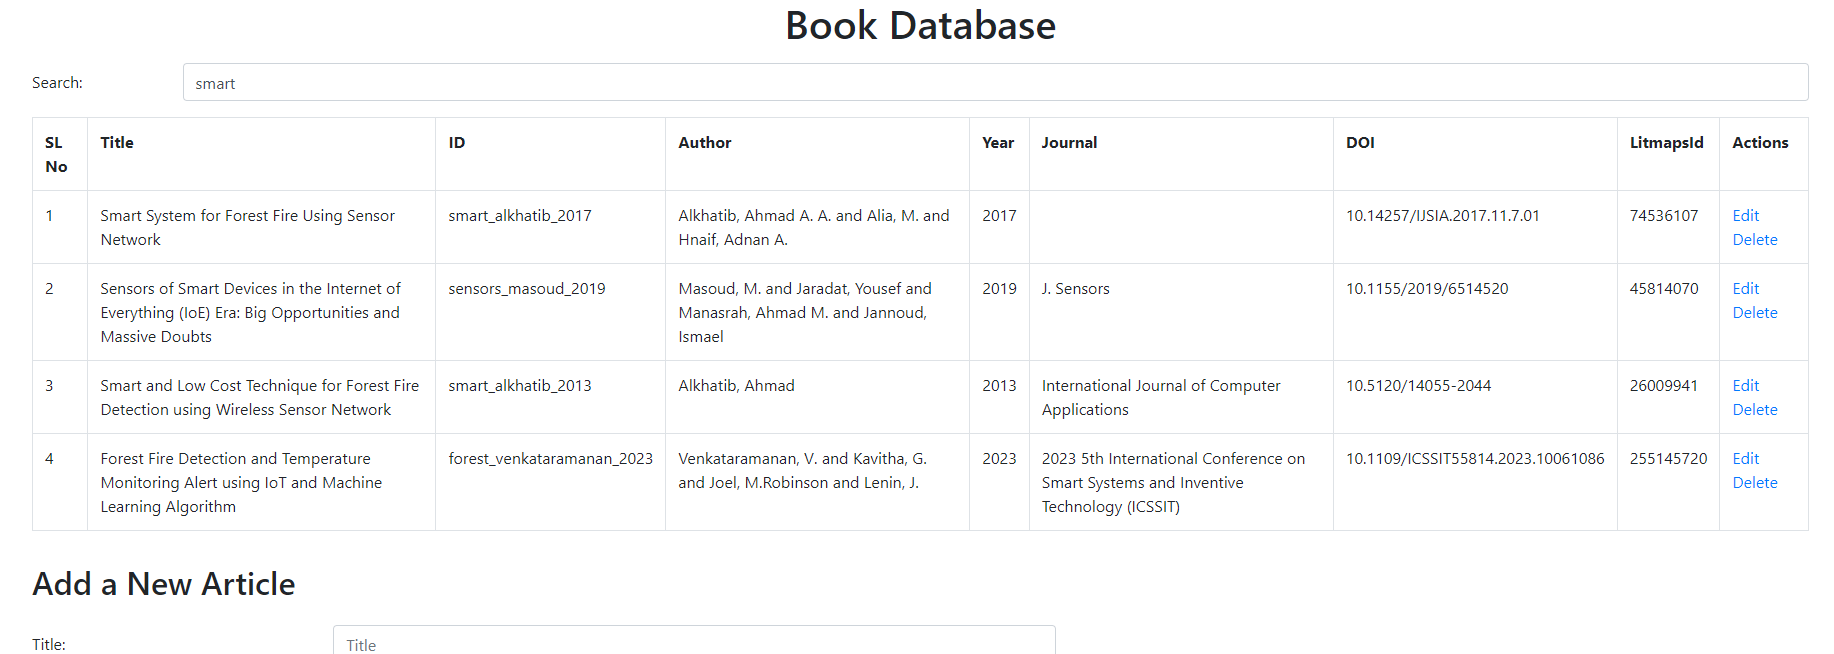 Book Database
Search:
smart
SL No Title ID Author Year Journal DOI LitmapsId Actions
1 Smart System for Forest Fire Using Sensor Network smart_alkhatib_2017 Alkhatib, Ahmad A. A. and Alia, M. and Hnaif, Adnan A. 2017 10.14257/IJSIA.2017.11.7.01 74536107 Edit Delete
2 Sensors of Smart Devices in the Internet of Everything (IoE) Era: Big Opportunities and Massive Doubts sensors_masoud_2019 Masoud, M. and Jaradat, Yousef and Manasrah, Ahmad M. and Jannoud, Ismael 2019 J. Sensors 10.1155/2019/6514520 45814070 Edit Delete
3 Smart and Low Cost Technique for Forest Fire Detection using Wireless Sensor Network smart_alkhatib_2013 Alkhatib, Ahmad 2013 International Journal of Computer Applications 10.5120/14055-2044 26009941 Edit Delete
4 Forest Fire Detection and Temperature Monitoring Alert using IoT and Machine Learning Algorithm forest_venkataramanan_2023 Venkataramanan, V. and Kavitha, G. and Joel, M.Robinson and Lenin, J. 2023 2023 5th International Conference on Smart Systems and Inventive Technology (ICSSIT) 10.1109/ICSSIT55814.2023.10061086 255145720 Edit Delete
Add a New Article
Title:
Title